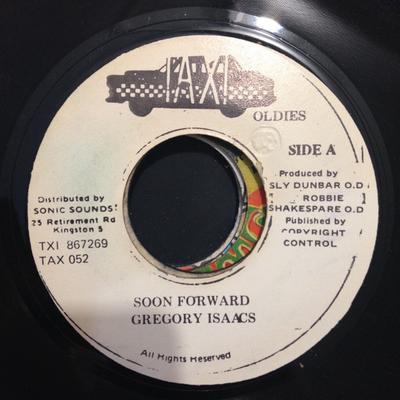 TAXI
OLDIES
SIDE A
Produced by
SLY DUNBAR O.D
ROBBIE
SHAKESPARE O.D
Published by
COPYRIGHT
CONTROL
Distributed by
SONIC SOUNDS
25 Retirement Rd
Kingston 5
TXI 867269
TAX 052
SOON FORWARD
GREGORY ISAACS
All Rights Reserved